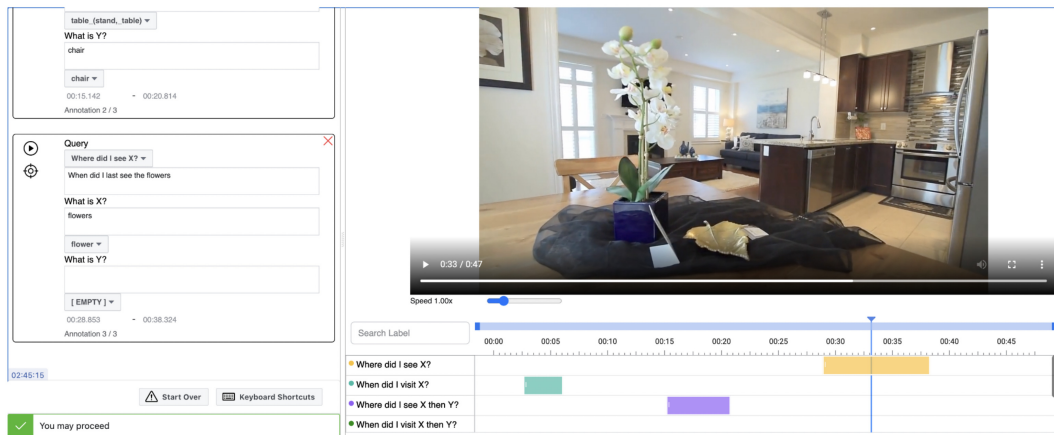 table_(stand,_table)
What is Y?
chair
chair
00:15.142 - 00:20.814
Annotation 2 / 3
Query
Where did I see X?
When did I last see the flowers
What is X?
flowers
flower
What is Y?
[ EMPTY ]
00:28.853 - 00:38.324
Annotation 3 / 3
02:45:15
Start Over
Keyboard Shortcuts
You may proceed
0:33 / 0:47
Speed 1.00x
Search Label
00:00 00:05 00:10 00:15 00:20 00:25 00:30 00:35 00:40 00:45
Where did I see X?
When did I visit X?
Where did I see X then Y?
When did I visit X then Y?